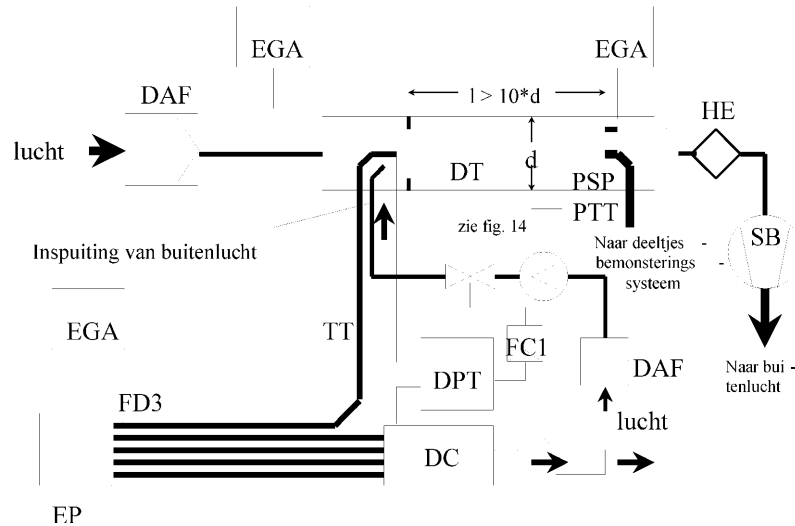 EGA
EGA
DAF
l > 10*d
HE
lucht
d
DT
PSP
PTT
zie fig. 14
SB
Inspuiting van buitenlucht
Naar deeltjes -
bemonsterings -
systeem
EGA
TT
FC1
DPT
DAF
Naar bui -
tenlucht
FD3
lucht
DC
EP